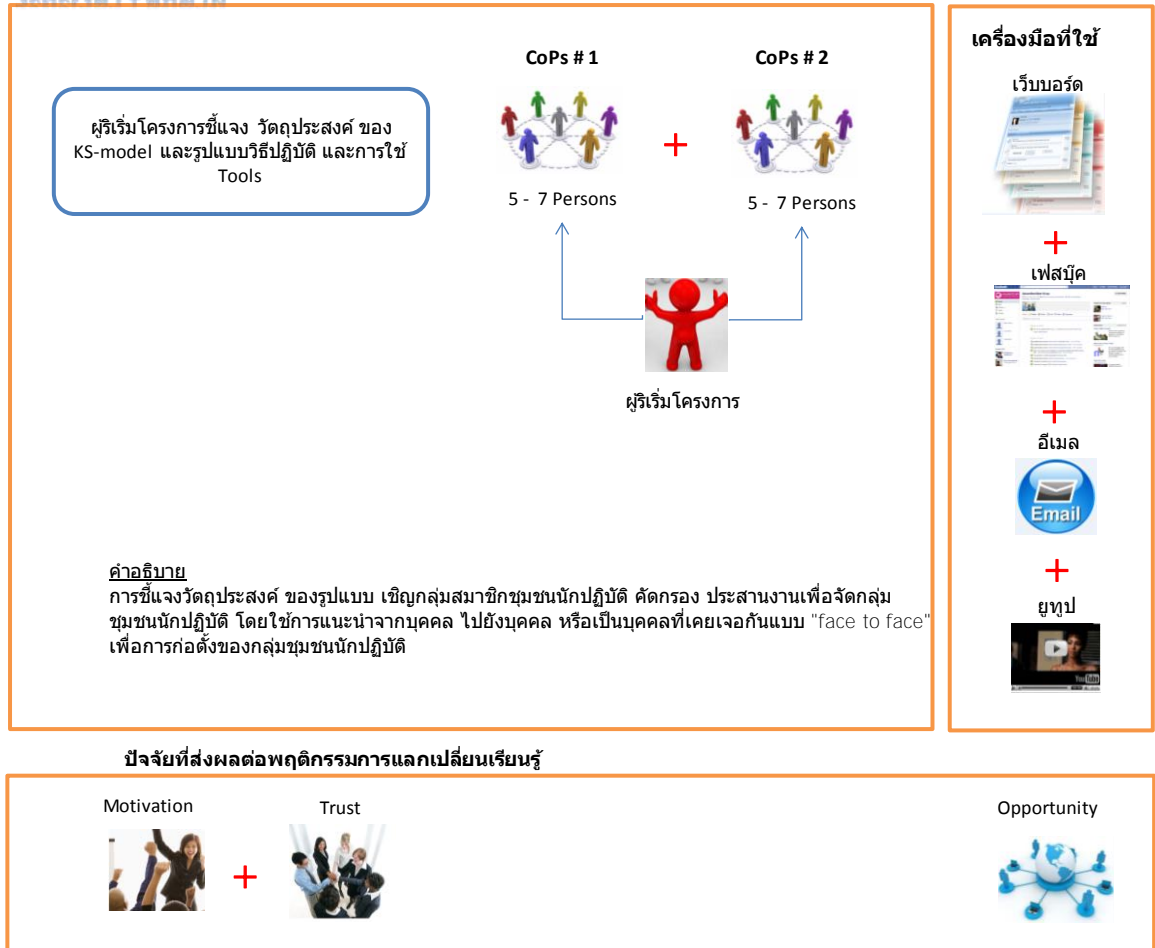 CoPs # 1
CoPs # 2
ผู้ริเริ่มโครงการชี้แจง วัตถุประสงค์ ของ
KS-model และรูปแบบวิธีปฏิบัติ และการใช้
Tools
5 - 7 Persons
5 - 7 Persons
ผู้ริเริ่มโครงการ
คำอธิบาย
การชี้แจงวัตถุประสงค์ ของรูปแบบ เชิญกลุ่มสมาชิกชุมชนนักปฏิบัติ คัดกรอง ประสานงานเพื่อจัดกลุ่ม
ชุมชนนักปฏิบัติ โดยใช้การแนะนำจากบุคคล ไปยังบุคคล หรือเป็นบุคคลที่เคยเจอกันแบบ "face to face"
เพื่อการก่อตั้งของกลุ่มชุมชนนักปฏิบัติ
เครื่องมือที่ใช้
เว็บบอร์ด
+
เฟสบุ๊ค
+
อีเมล
Email
+
ยูทูป
YouTube
ปัจจัยที่ส่งผลต่อพฤติกรรมการแลกเปลี่ยนเรียนรู้
Motivation
+
Trust
Opportunity